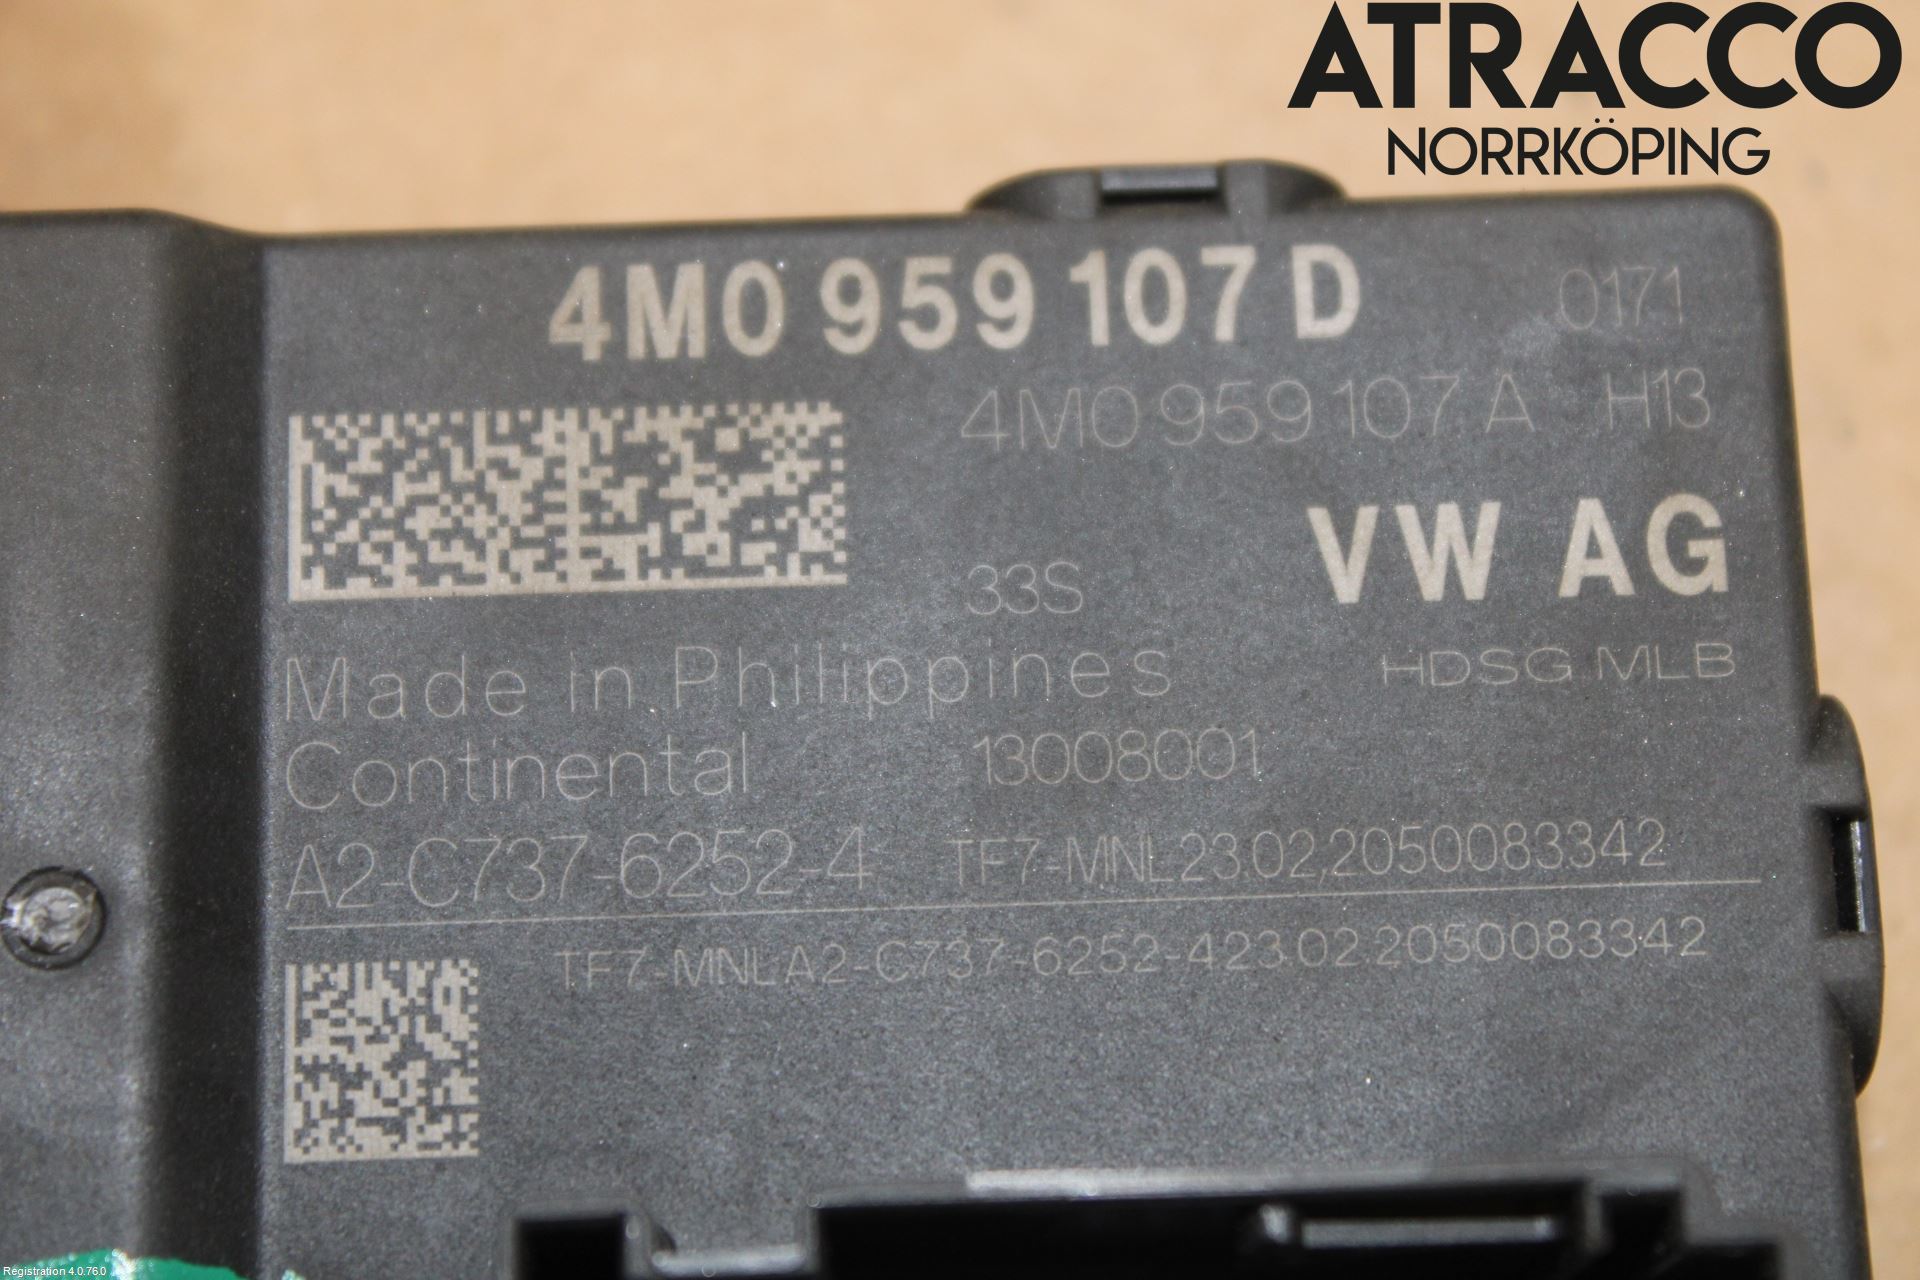 ATRACCO
NORRKÖPING
4M0 959 107 D 0171
4M0 959 107 A H13
VW AG
33S
HDSG MLB
Made in Philippines
Continental 13008001
A2-C737-6252-4 TF7-MNL23.02,2050083342
TF7-MNLA2-C737-6252-423.02.2050083342
Registration 4.0.76.0